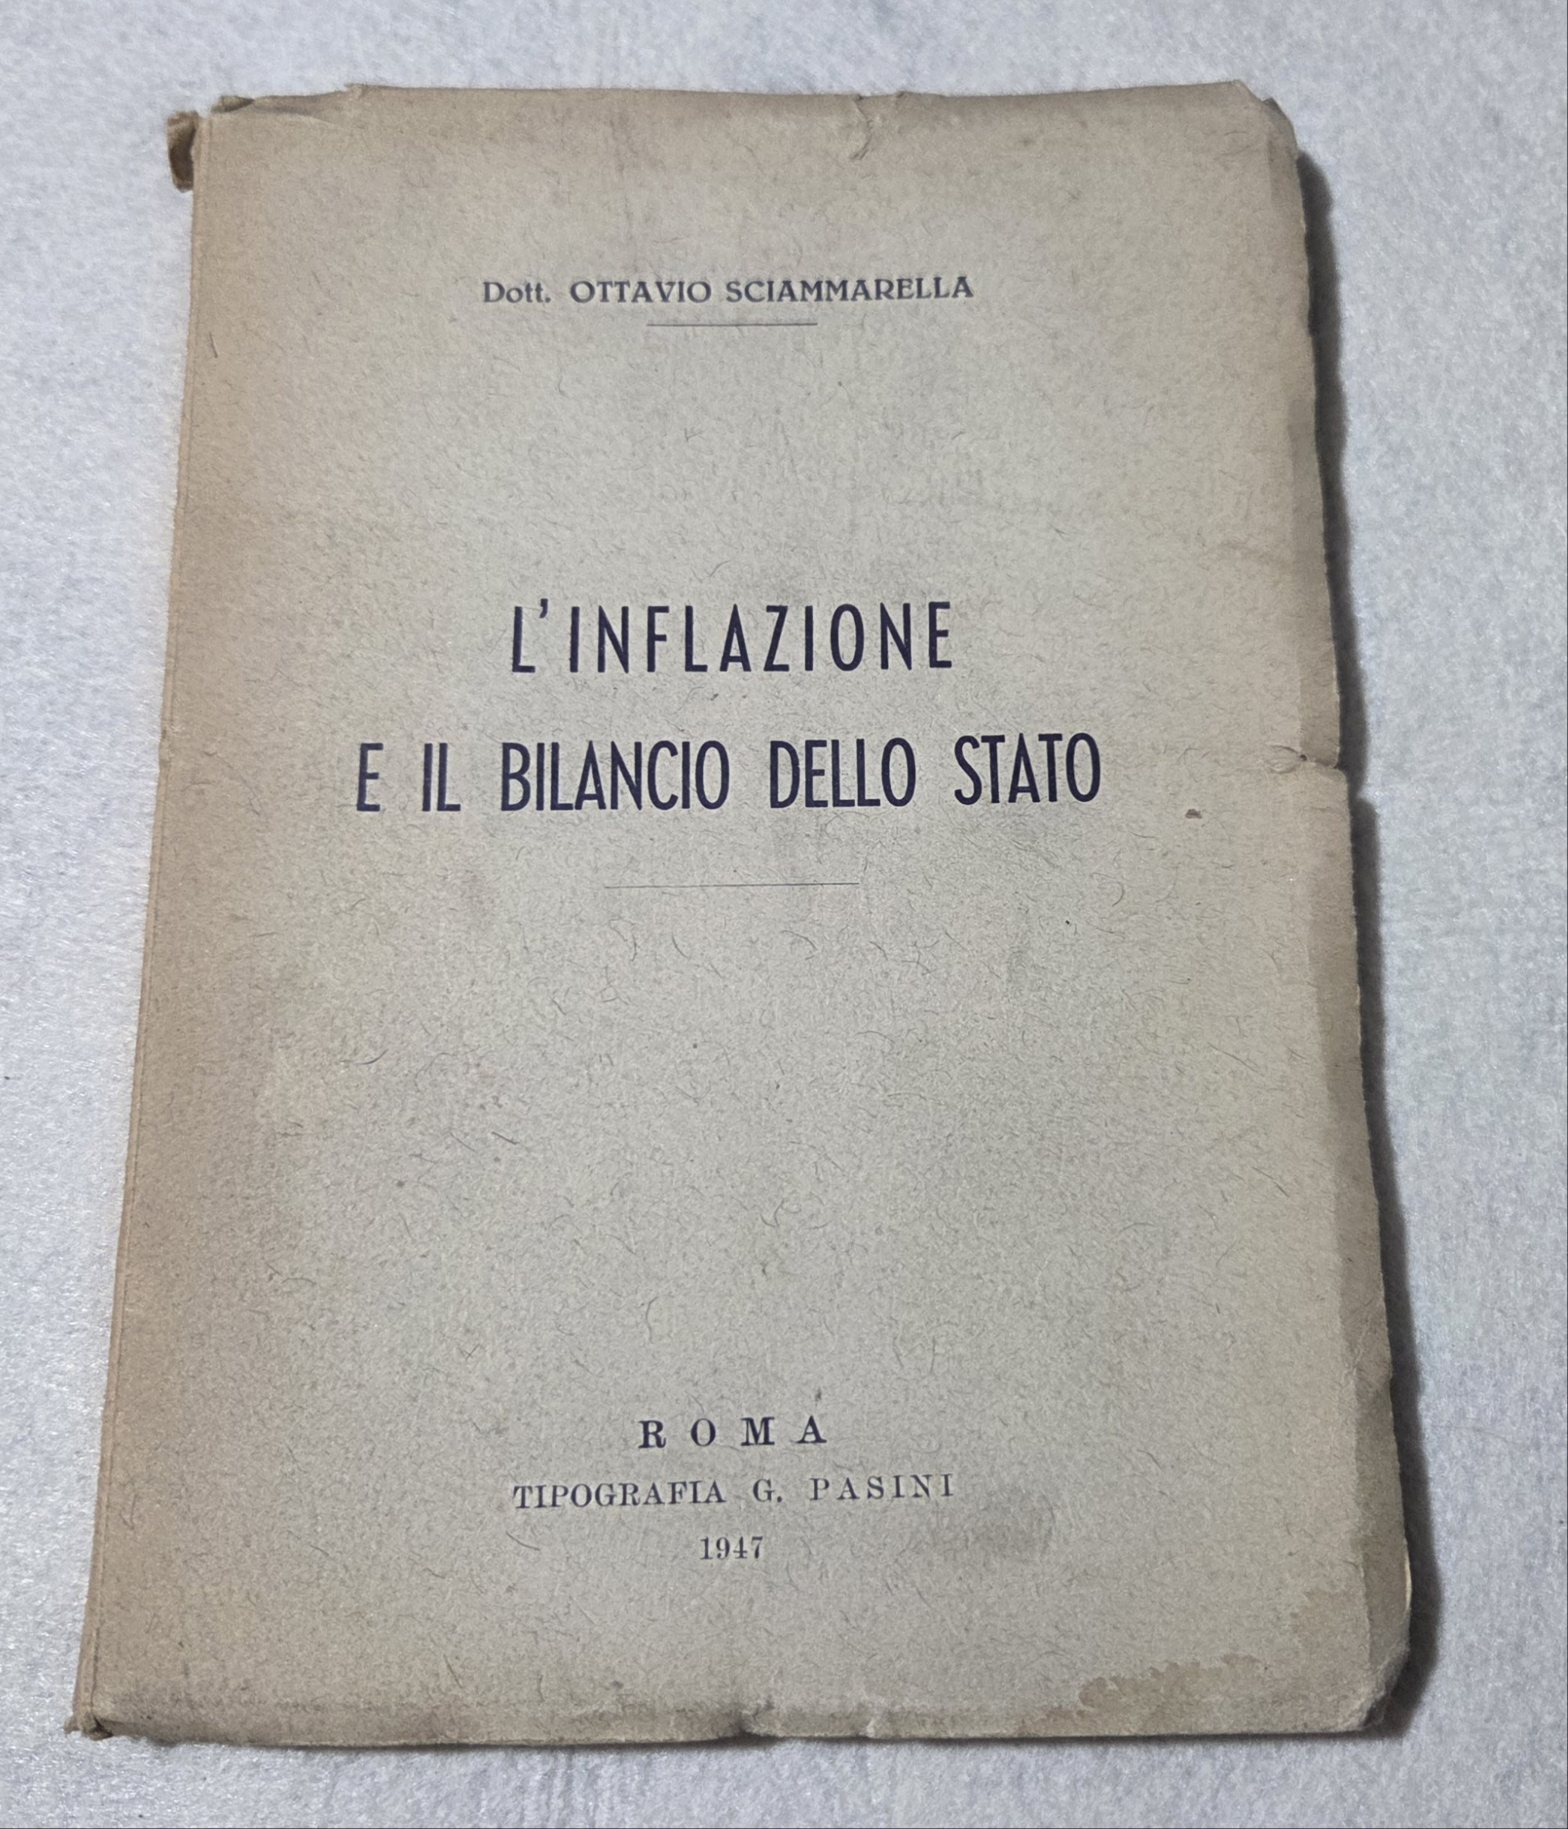 Dott. OTTAVIO SCIAMMARELLA
L'INFLAZIONE
E IL BILANCIO DELLO STATO
ROMA
TIPOGRAFIA G. PASINI
1947